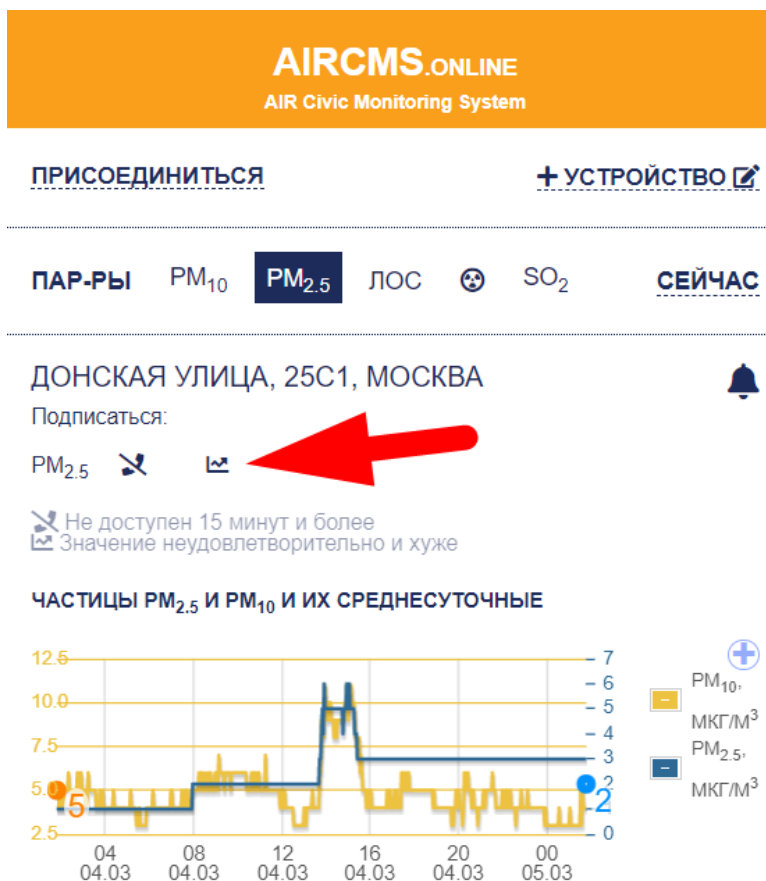 AIRCMS.ONLINE
AIR Civic Monitoring System
ПРИСОЕДИНИТЬСЯ
+ УСТРОЙСТВО
ПАР-РЫ PM10 PM2.5 ЛОС SO2 СЕЙЧАС
ДОНСКАЯ УЛИЦА, 25С1, МОСКВА
Подписаться:
PM2.5
Не доступен 15 минут и более
Значение неудовлетворительно и хуже
ЧАСТИЦЫ PM2.5 И PM10 И ИХ СРЕДНЕСУТОЧНЫЕ
12.5 7
6
10.0 5
4
7.5 3
5.0 2
5 2
2.5 0
PM10,
МКГ/М3
PM2.5,
МКГ/М3
04 08 12 16 20 00
04.03 04.03 04.03 04.03 04.03 05.03